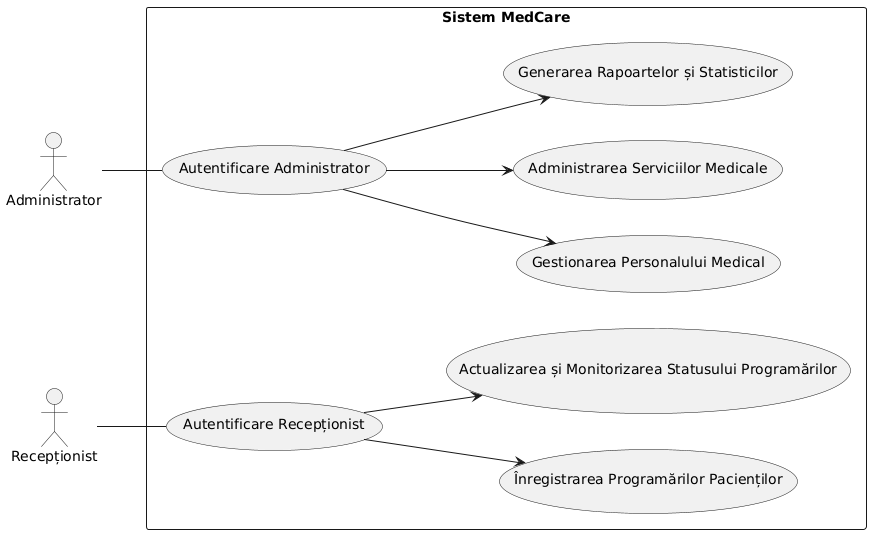 Sistem MedCare
Generarea Rapoartelor și Statisticilor
Autentificare Administrator
Administrarea Serviciilor Medicale
Administrator
Gestionarea Personalului Medical
Actualizarea și Monitorizarea Statusului Programărilor
Autentificare Recepționist
Recepționist
Înregistrarea Programărilor Pacienților